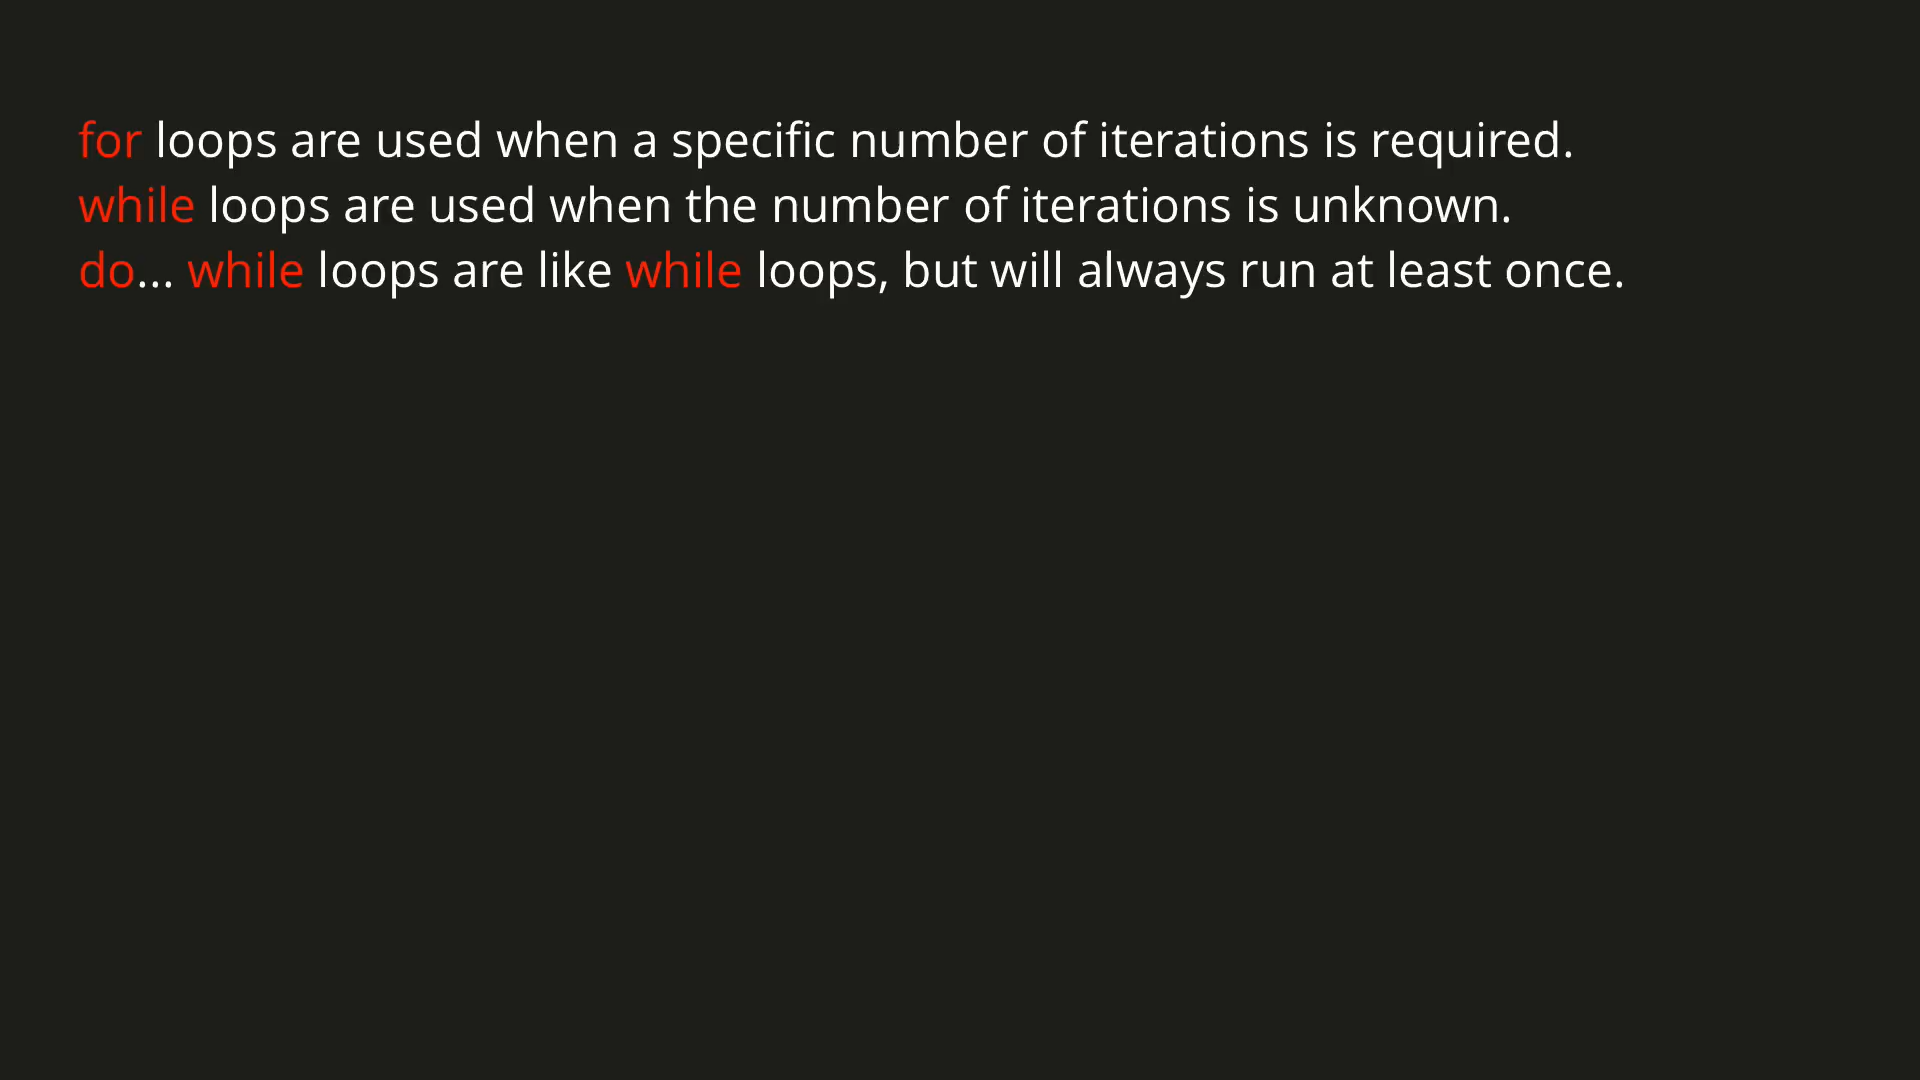 for loops are used when a specific number of iterations is required.
while loops are used when the number of iterations is unknown.
do... while loops are like while loops, but will always run at least once.